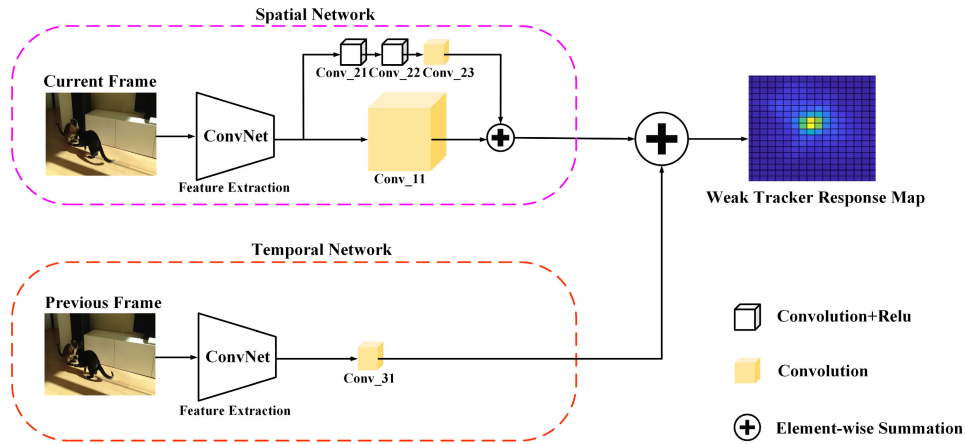 Spatial Network
Current Frame
ConvNet
Feature Extraction
Conv_21
Conv_22
Conv_23
Conv_11
Weak Tracker Response Map
Temporal Network
Previous Frame
ConvNet
Feature Extraction
Conv_31
Convolution+Relu
Convolution
Element-wise Summation